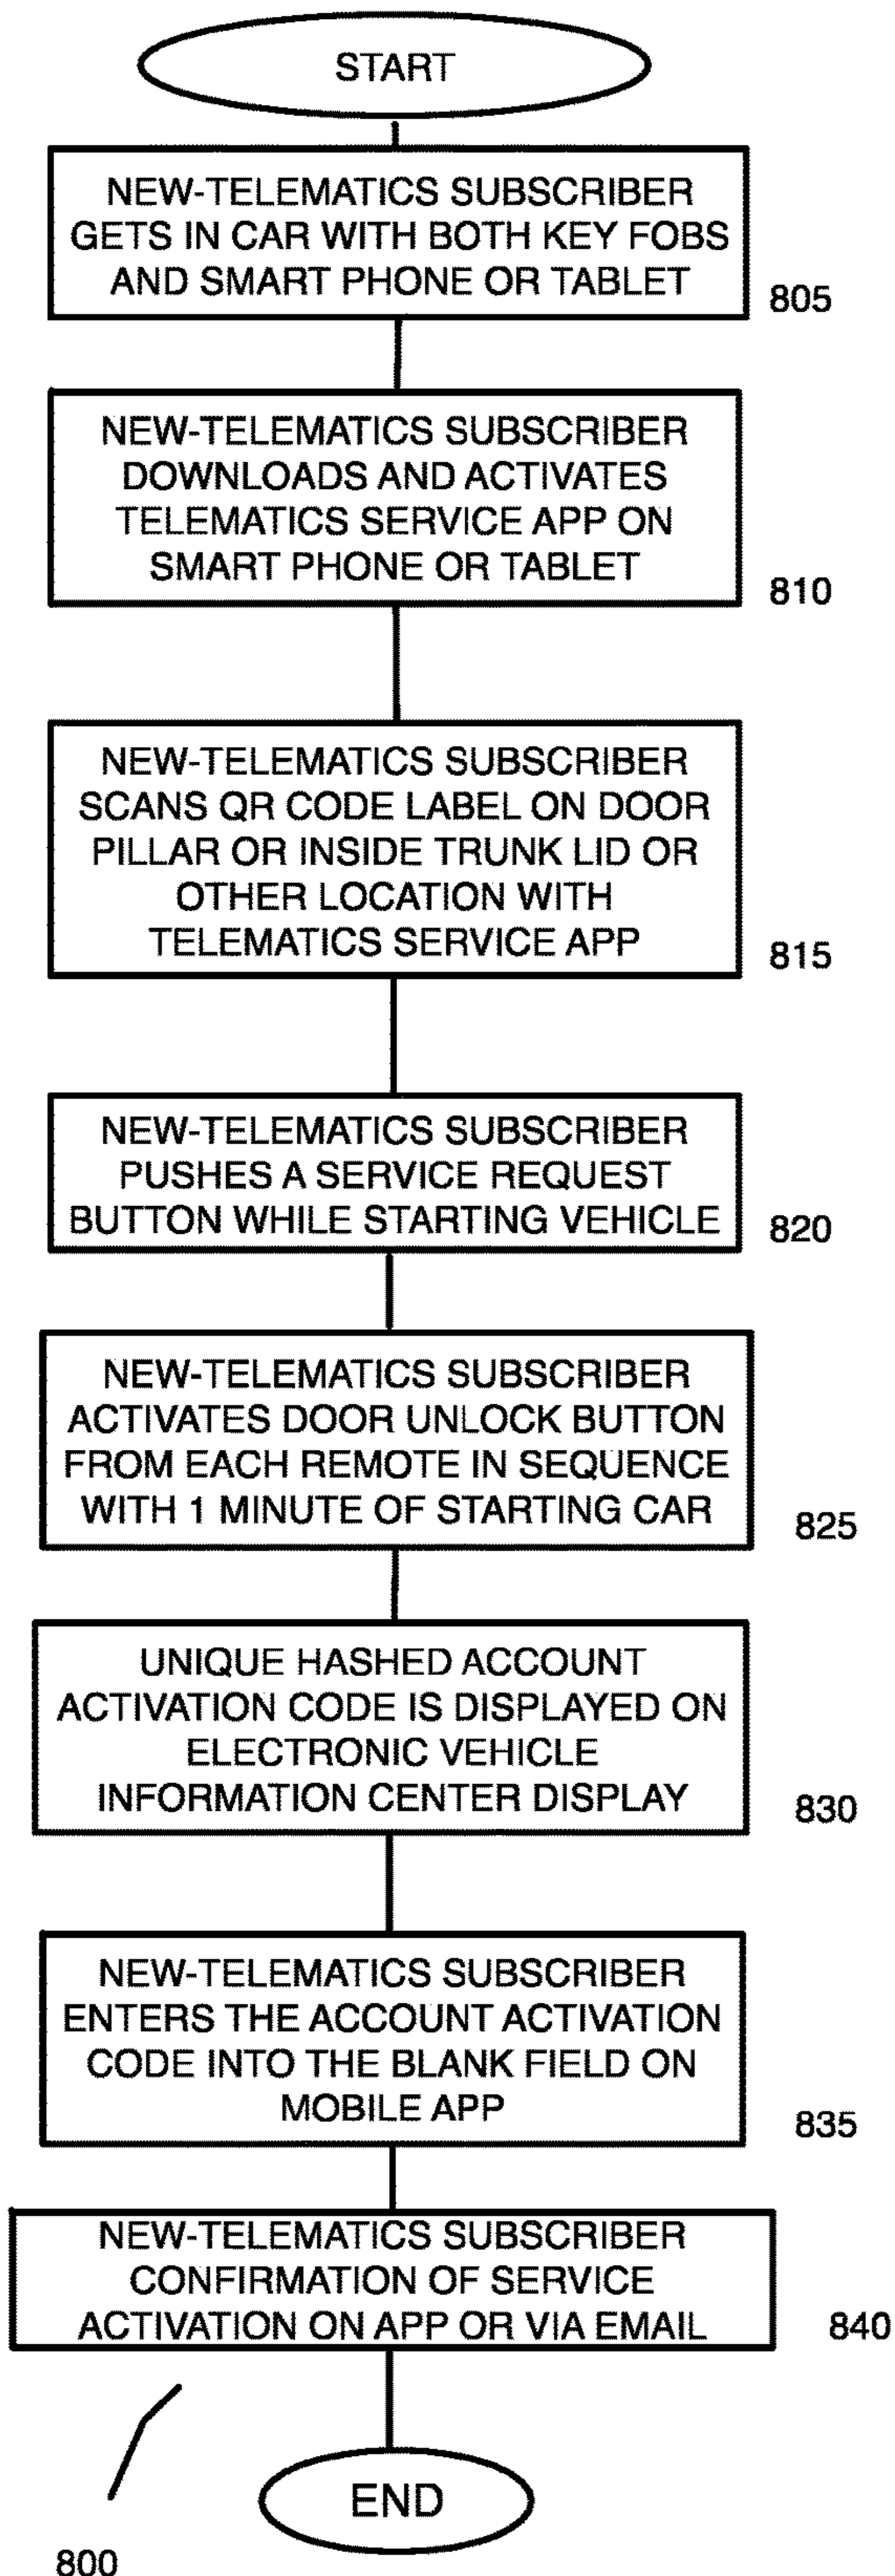 START
NEW-TELEMATICS SUBSCRIBER
GETS IN CAR WITH BOTH KEY FOBS
AND SMART PHONE OR TABLET
805
NEW-TELEMATICS SUBSCRIBER
DOWNLOADS AND ACTIVATES
TELEMATICS SERVICE APP ON
SMART PHONE OR TABLET
810
NEW-TELEMATICS SUBSCRIBER
SCANS QR CODE LABEL ON DOOR
PILLAR OR INSIDE TRUNK LID OR
OTHER LOCATION WITH
TELEMATICS SERVICE APP
815
NEW-TELEMATICS SUBSCRIBER
PUSHES A SERVICE REQUEST
BUTTON WHILE STARTING VEHICLE
820
NEW-TELEMATICS SUBSCRIBER
ACTIVATES DOOR UNLOCK BUTTON
FROM EACH REMOTE IN SEQUENCE
WITH 1 MINUTE OF STARTING CAR
825
UNIQUE HASHED ACCOUNT
ACTIVATION CODE IS DISPLAYED ON
ELECTRONIC VEHICLE
INFORMATION CENTER DISPLAY
830
NEW-TELEMATICS SUBSCRIBER
ENTERS THE ACCOUNT ACTIVATION
CODE INTO THE BLANK FIELD ON
MOBILE APP
835
NEW-TELEMATICS SUBSCRIBER
CONFIRMATION OF SERVICE
ACTIVATION ON APP OR VIA EMAIL
840
END
800